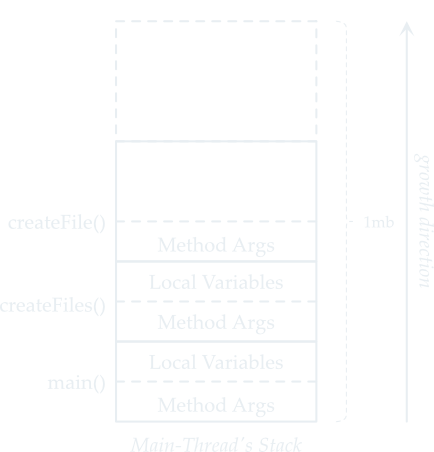 createFile()
Method Args
Local Variables
createFiles()
Method Args
Local Variables
main()
Method Args
Main-Thread's Stack
1mb
growth direction